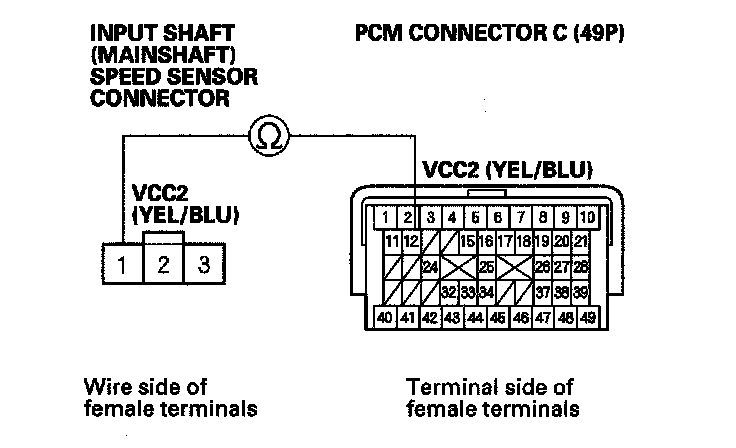 INPUT SHAFT
(MAINSHAFT)
SPEED SENSOR
CONNECTOR
PCM CONNECTOR C (49P)
Ω
VCC2 (YEL/BLU)
VCC2
(YEL/BLU)
1 2 3
1 2 3 4 5 6 7 8 9 10
11 12 15 16 17 18 19 20 21
24 25 26 27 28
32 33 34 37 38 39
40 41 42 43 44 45 46 47 48 49
Wire side of
female terminals
Terminal side of
female terminals